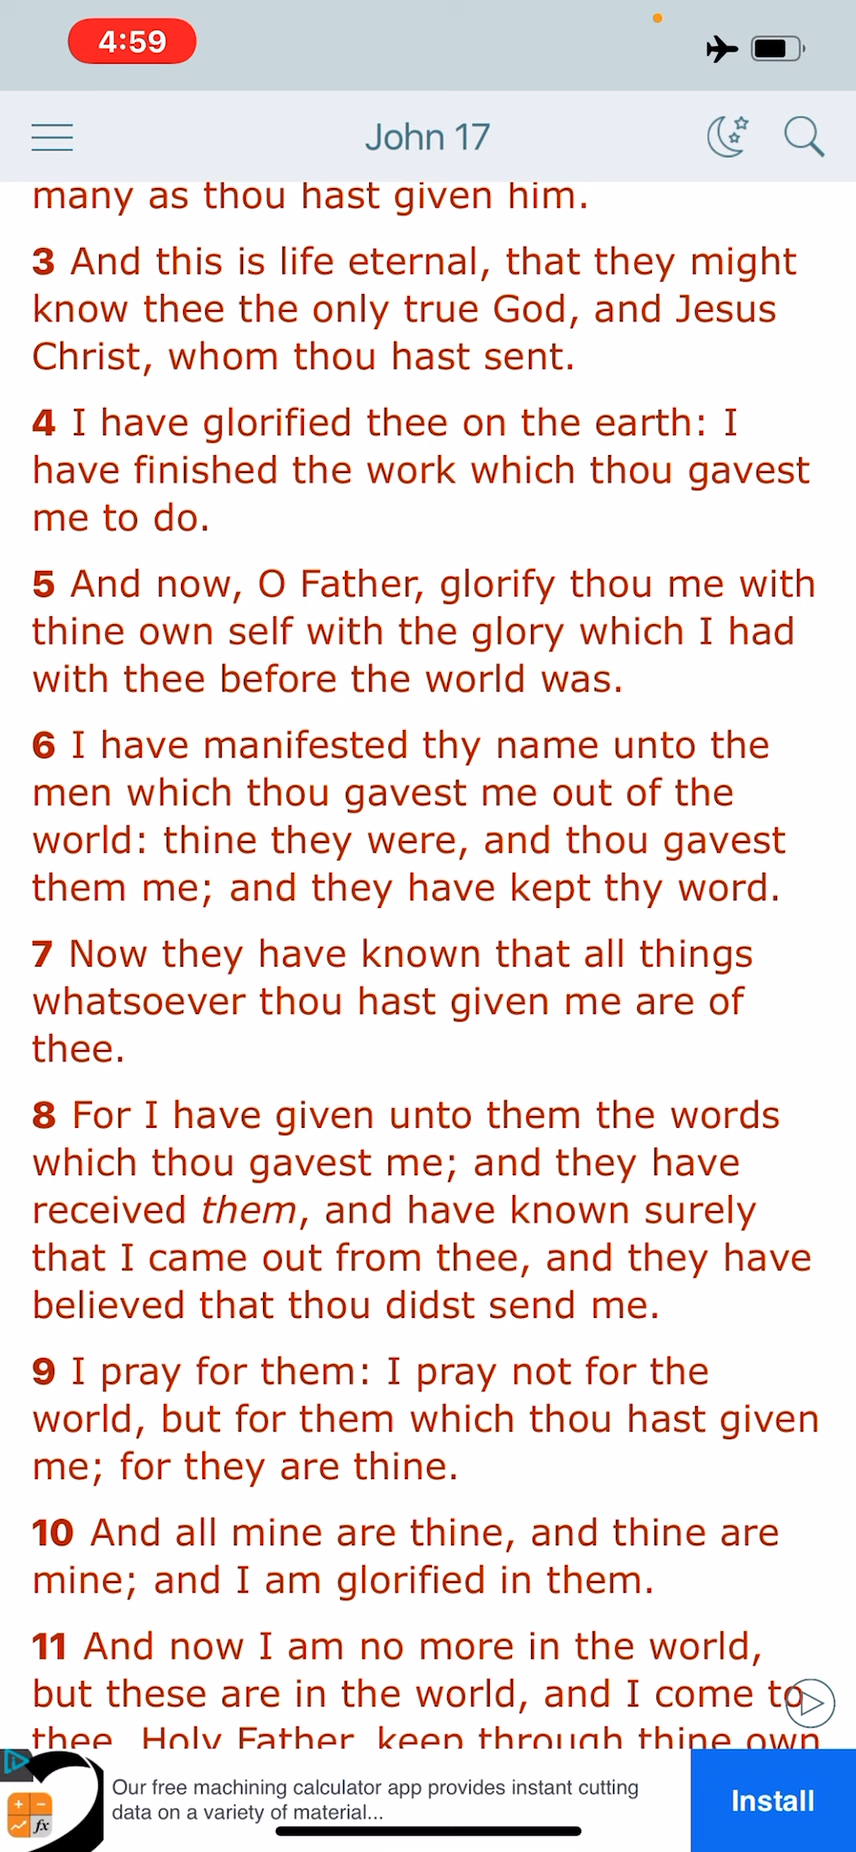 4:59
John 17
many as thou hast given him.
3 And this is life eternal, that they might
know thee the only true God, and Jesus
Christ, whom thou hast sent.
4 I have glorified thee on the earth: I
have finished the work which thou gavest
me to do.
5 And now, O Father, glorify thou me with
thine own self with the glory which I had
with thee before the world was.
6 I have manifested thy name unto the
men which thou gavest me out of the
world: thine they were, and thou gavest
them me; and they have kept thy word.
7 Now they have known that all things
whatsoever thou hast given me are of
thee.
8 For I have given unto them the words
which thou gavest me; and they have
received them, and have known surely
that I came out from thee, and they have
believed that thou didst send me.
9 I pray for them: I pray not for the
world, but for them which thou hast given
me; for they are thine.
10 And all mine are thine, and thine are
mine; and I am glorified in them.
11 And now I am no more in the world,
but these are in the world, and I come to
thee. Holy Father, keep through thine own
Our free machining calculator app provides instant cutting
data on a variety of material...
Install
fx